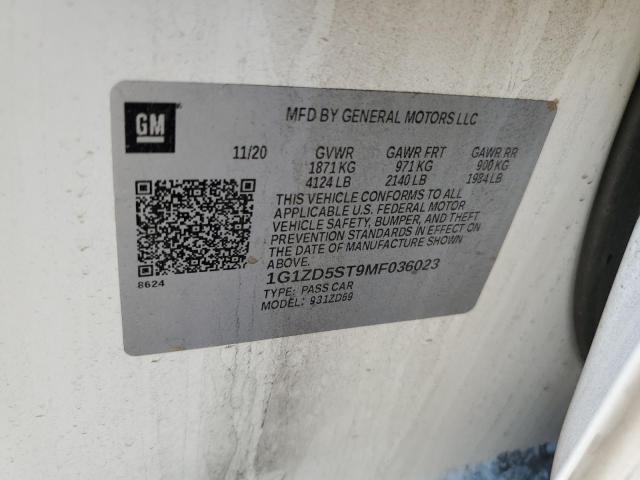 GM
MFD BY GENERAL MOTORS LLC
11/20 GVWR GAWR FRT GAWR RR
1871 KG 971 KG 900 KG
4124 LB 2140 LB 1984 LB
THIS VEHICLE CONFORMS TO ALL
APPLICABLE U.S. FEDERAL MOTOR
VEHICLE SAFETY, BUMPER, AND THEFT
PREVENTION STANDARDS IN EFFECT ON
THE DATE OF MANUFACTURE SHOWN
ABOVE.
8624
1G1ZD5ST9MF036023
TYPE: PASS CAR
MODEL: 931ZD69